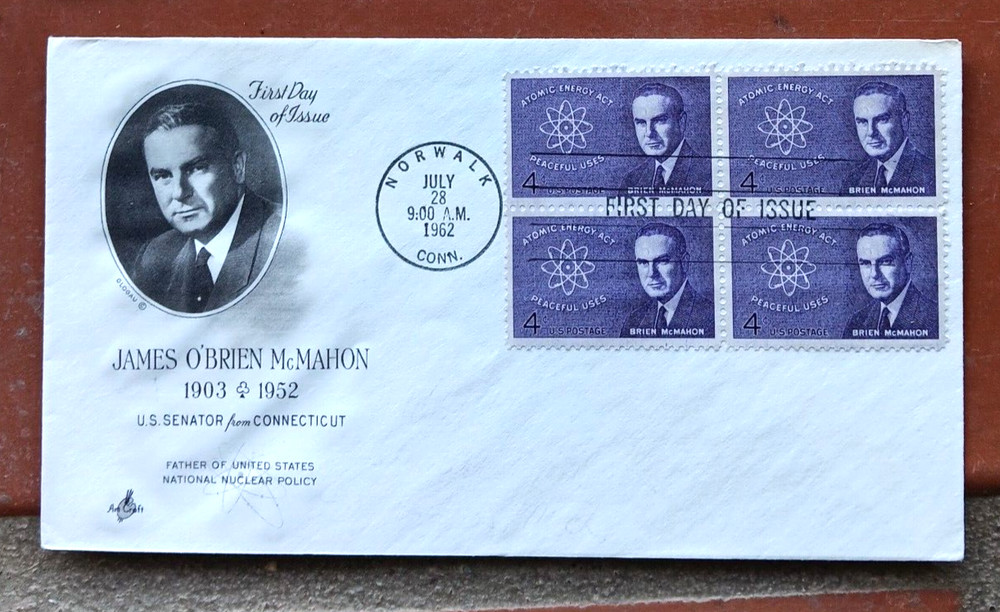 First Day
of Issue
GLOBAU ©
JAMES O'BRIEN McMAHON
1903 1952
U.S. SENATOR from CONNECTICUT
FATHER OF UNITED STATES
NATIONAL NUCLEAR POLICY
Art Craft
NORWALK
JULY
28
9:00 A.M.
1962
CONN.
ATOMIC ENERGY ACT
PEACEFUL USES
4¢ U·S·POSTAGE
BRIEN McMAHON
ATOMIC ENERGY ACT
PEACEFUL USES
4¢ U·S·POSTAGE
BRIEN McMAHON
FIRST DAY OF ISSUE
ATOMIC ENERGY ACT
PEACEFUL USES
4¢ U·S·POSTAGE
BRIEN McMAHON
ATOMIC ENERGY ACT
PEACEFUL USES
4¢ U·S·POSTAGE
BRIEN McMAHON